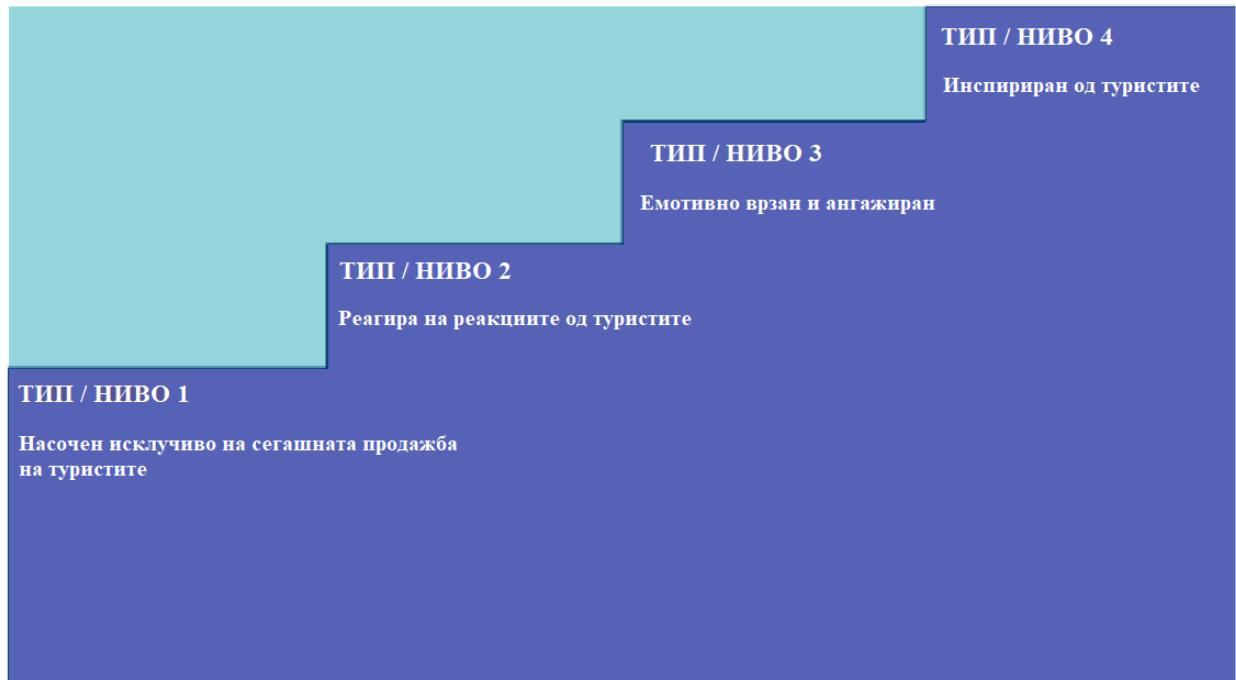 ТИП / НИВО 4
Инспириран од туристите
ТИП / НИВО 3
Емотивно врзан и ангажиран
ТИП / НИВО 2
Реагира на реакциите од туристите
ТИП / НИВО 1
Насочен исклучиво на сегашната продажба
на туристите